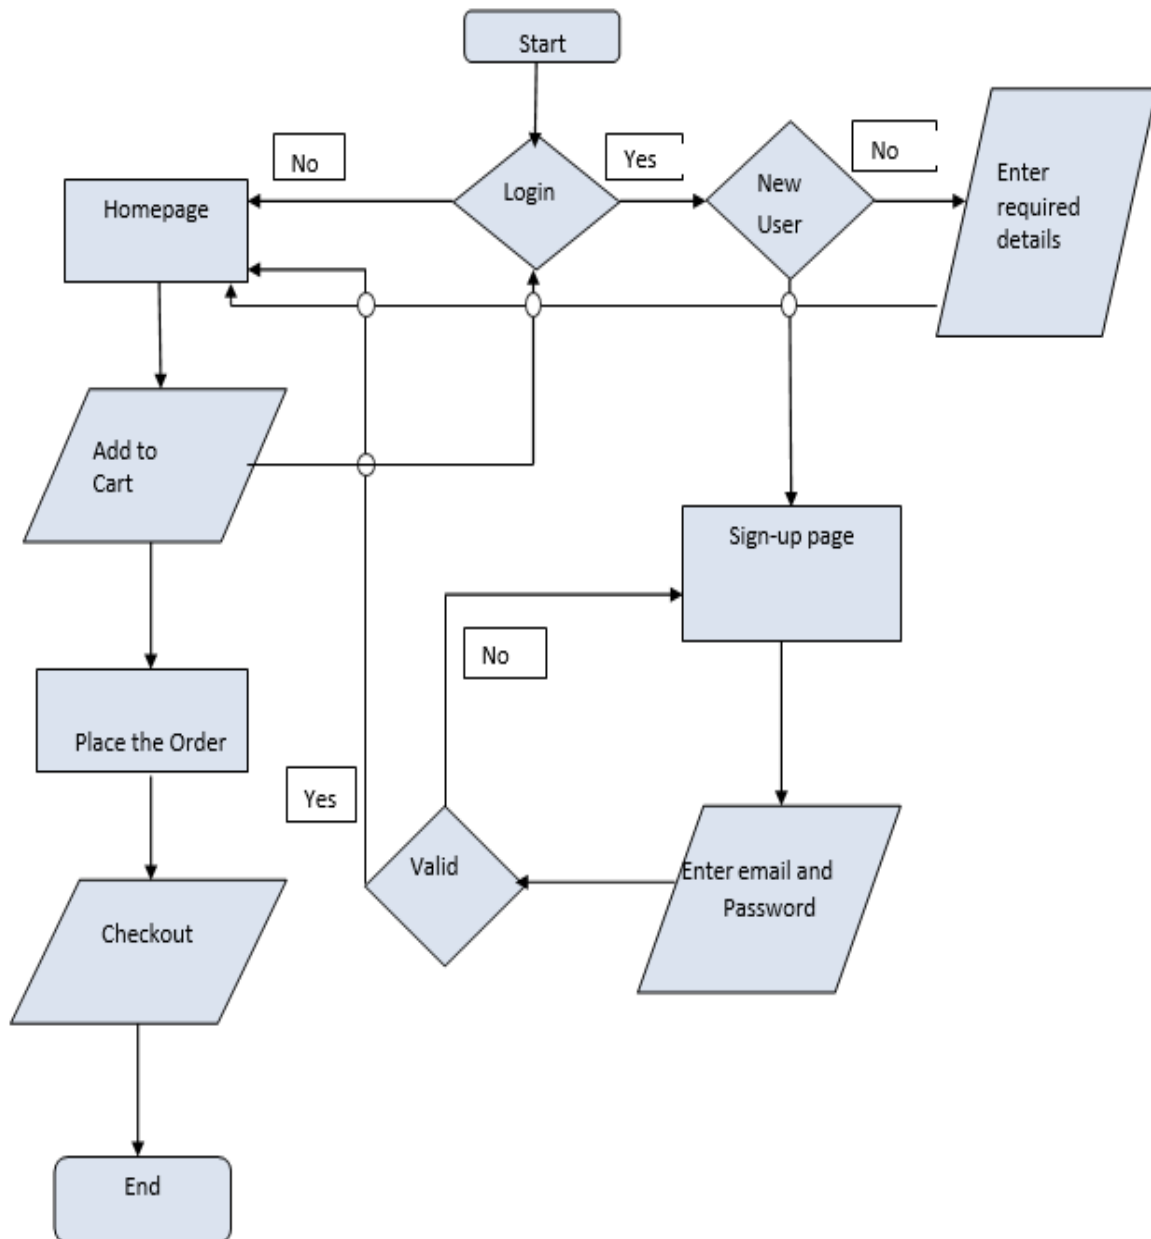 Start
No
Yes
No
Login
New
User
Enter
required
details
Homepage
Add to
Cart
Sign-up page
No
Place the Order
Yes
Valid
Enter email and
Password
Checkout
End